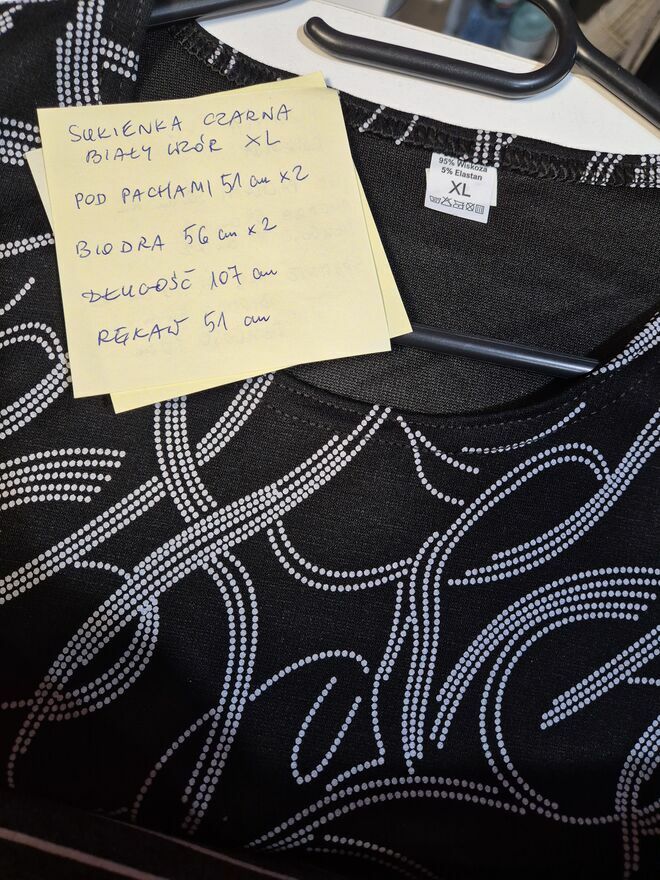 SUKIENKA CZARNA
BIAŁY WZÓR XL
POD PACHAMI 51 cm x2
BIODRA 56 cm x2
DŁUGOŚĆ 107 cm
RĘKAW 51 cm
95% Wiskoza
5% Elastan
XL